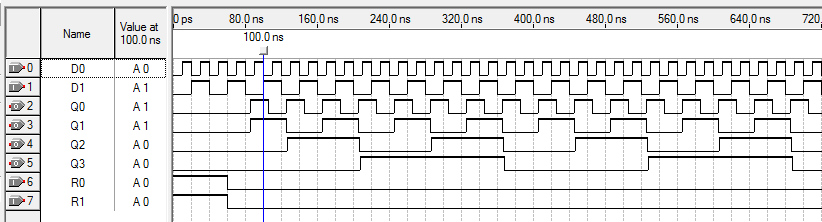 Name Value at 100.0 ns 0 ps 80.0 ns 160.0 ns 240.0 ns 320.0 ns 400.0 ns 480.0 ns 560.0 ns 640.0 ns 720.
100.0 ns
0 D0 A 0
1 D1 A 1
2 Q0 A 1
3 Q1 A 1
4 Q2 A 0
5 Q3 A 0
6 R0 A 0
7 R1 A 0